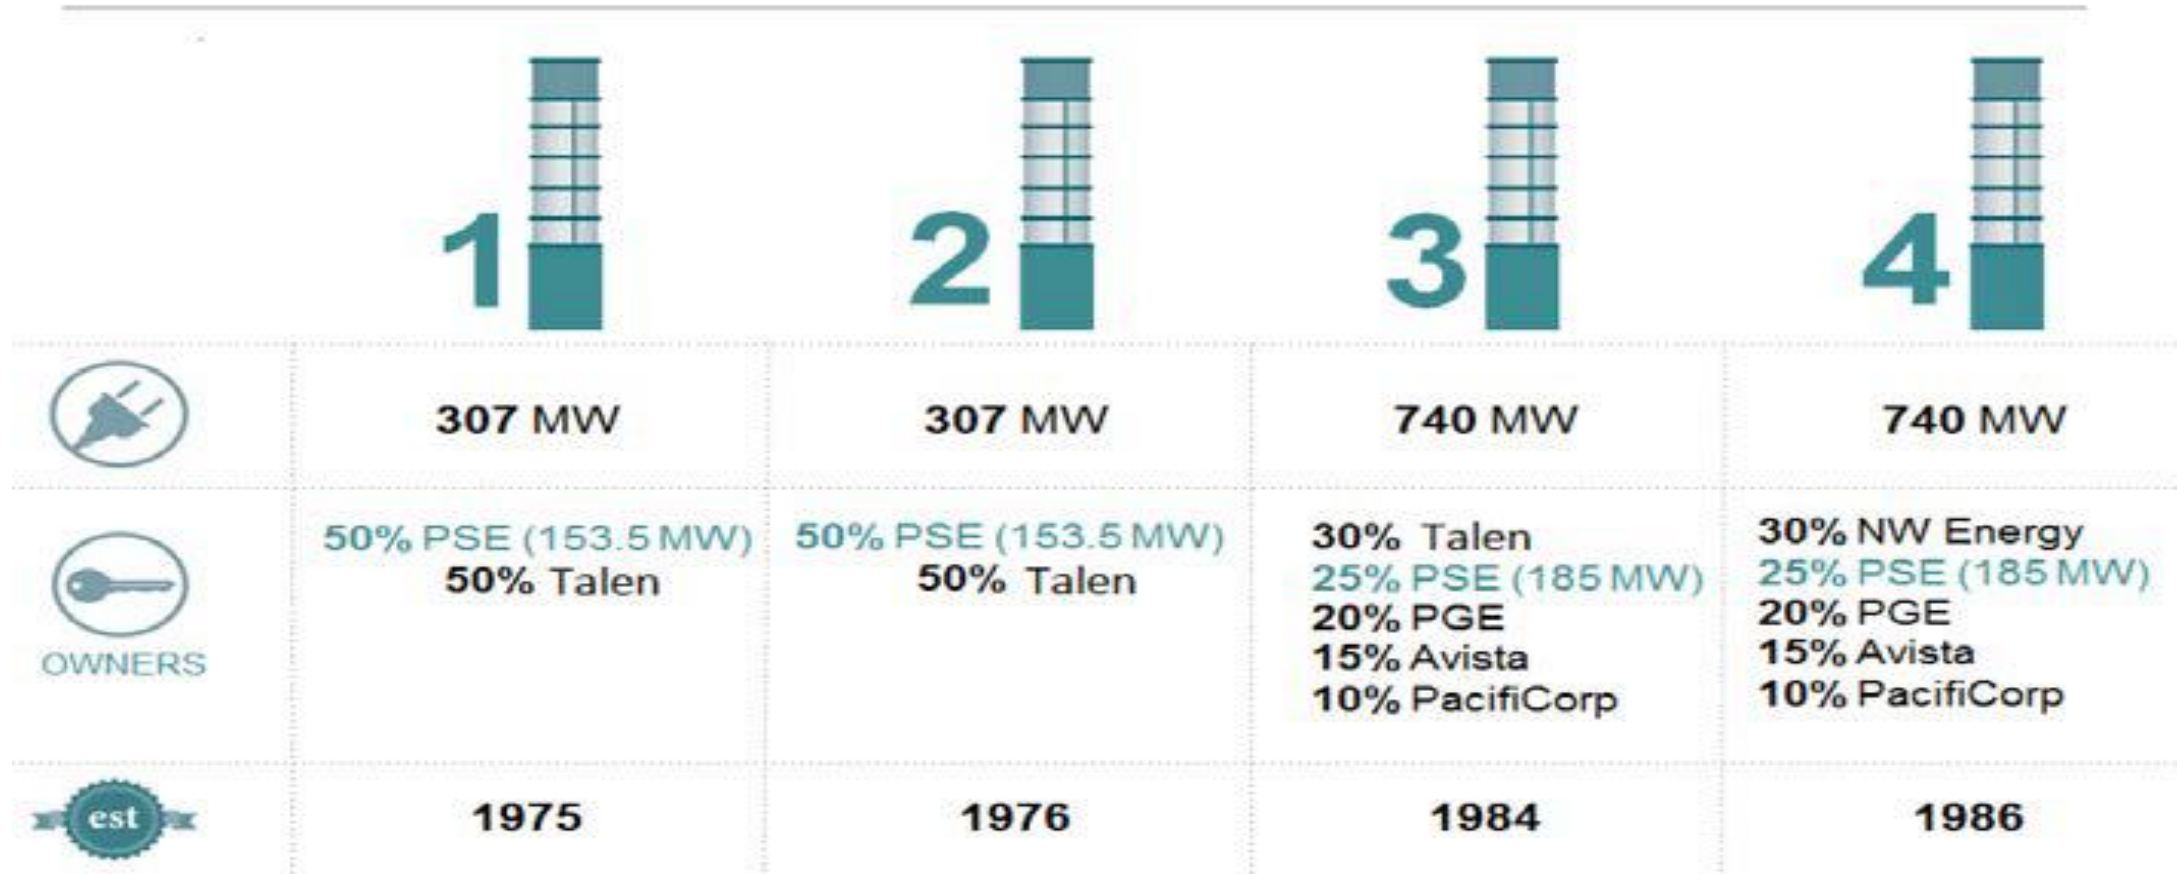 1
2
3
4
307 MW
307 MW
740 MW
740 MW
OWNERS
50% PSE (153.5 MW)
50% Talen
50% PSE (153.5 MW)
50% Talen
30% Talen
25% PSE (185 MW)
20% PGE
15% Avista
10% PacifiCorp
30% NW Energy
25% PSE (185 MW)
20% PGE
15% Avista
10% PacifiCorp
est
1975
1976
1984
1986